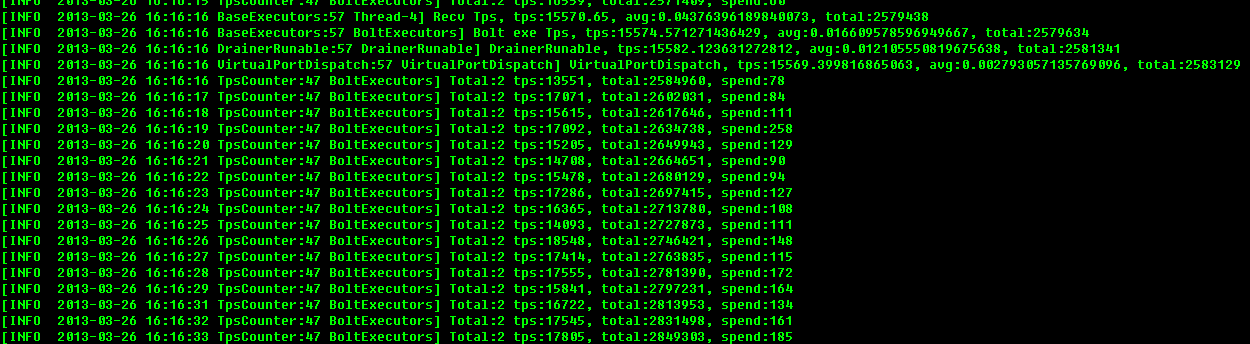 [INFO 2013-03-26 16:16:15 TpsCounter:47 BoltExecutors] Total:2 tps:16559, total:2571409, spend:80
[INFO 2013-03-26 16:16:16 BaseExecutors:57 Thread-4] Recv Tps, tps:15570.65, avg:0.04376396189840073, total:2579438
[INFO 2013-03-26 16:16:16 BaseExecutors:57 BoltExecutors] Bolt exe Tps, tps:15574.571271436429, avg:0.016609578596949667, total:2579634
[INFO 2013-03-26 16:16:16 DrainerRunable:57 DrainerRunable] DrainerRunable, tps:15582.123631272812, avg:0.012105550819675638, total:2581341
[INFO 2013-03-26 16:16:16 VirtualPortDispatch:57 VirtualPortDispatch] VirtualPortDispatch, tps:15569.399816865063, avg:0.002793057135769096, total:2583129
[INFO 2013-03-26 16:16:16 TpsCounter:47 BoltExecutors] Total:2 tps:13551, total:2584960, spend:78
[INFO 2013-03-26 16:16:17 TpsCounter:47 BoltExecutors] Total:2 tps:17071, total:2602031, spend:84
[INFO 2013-03-26 16:16:18 TpsCounter:47 BoltExecutors] Total:2 tps:15615, total:2617646, spend:111
[INFO 2013-03-26 16:16:19 TpsCounter:47 BoltExecutors] Total:2 tps:17092, total:2634738, spend:258
[INFO 2013-03-26 16:16:20 TpsCounter:47 BoltExecutors] Total:2 tps:15205, total:2649943, spend:129
[INFO 2013-03-26 16:16:21 TpsCounter:47 BoltExecutors] Total:2 tps:14708, total:2664651, spend:90
[INFO 2013-03-26 16:16:22 TpsCounter:47 BoltExecutors] Total:2 tps:15478, total:2680129, spend:94
[INFO 2013-03-26 16:16:23 TpsCounter:47 BoltExecutors] Total:2 tps:17286, total:2697415, spend:127
[INFO 2013-03-26 16:16:24 TpsCounter:47 BoltExecutors] Total:2 tps:16365, total:2713780, spend:108
[INFO 2013-03-26 16:16:25 TpsCounter:47 BoltExecutors] Total:2 tps:14093, total:2727873, spend:111
[INFO 2013-03-26 16:16:26 TpsCounter:47 BoltExecutors] Total:2 tps:18548, total:2746421, spend:148
[INFO 2013-03-26 16:16:27 TpsCounter:47 BoltExecutors] Total:2 tps:17414, total:2763835, spend:115
[INFO 2013-03-26 16:16:28 TpsCounter:47 BoltExecutors] Total:2 tps:17555, total:2781390, spend:172
[INFO 2013-03-26 16:16:29 TpsCounter:47 BoltExecutors] Total:2 tps:15841, total:2797231, spend:164
[INFO 2013-03-26 16:16:31 TpsCounter:47 BoltExecutors] Total:2 tps:16722, total:2813953, spend:134
[INFO 2013-03-26 16:16:32 TpsCounter:47 BoltExecutors] Total:2 tps:17545, total:2831498, spend:161
[INFO 2013-03-26 16:16:33 TpsCounter:47 BoltExecutors] Total:2 tps:17805, total:2849303, spend:185